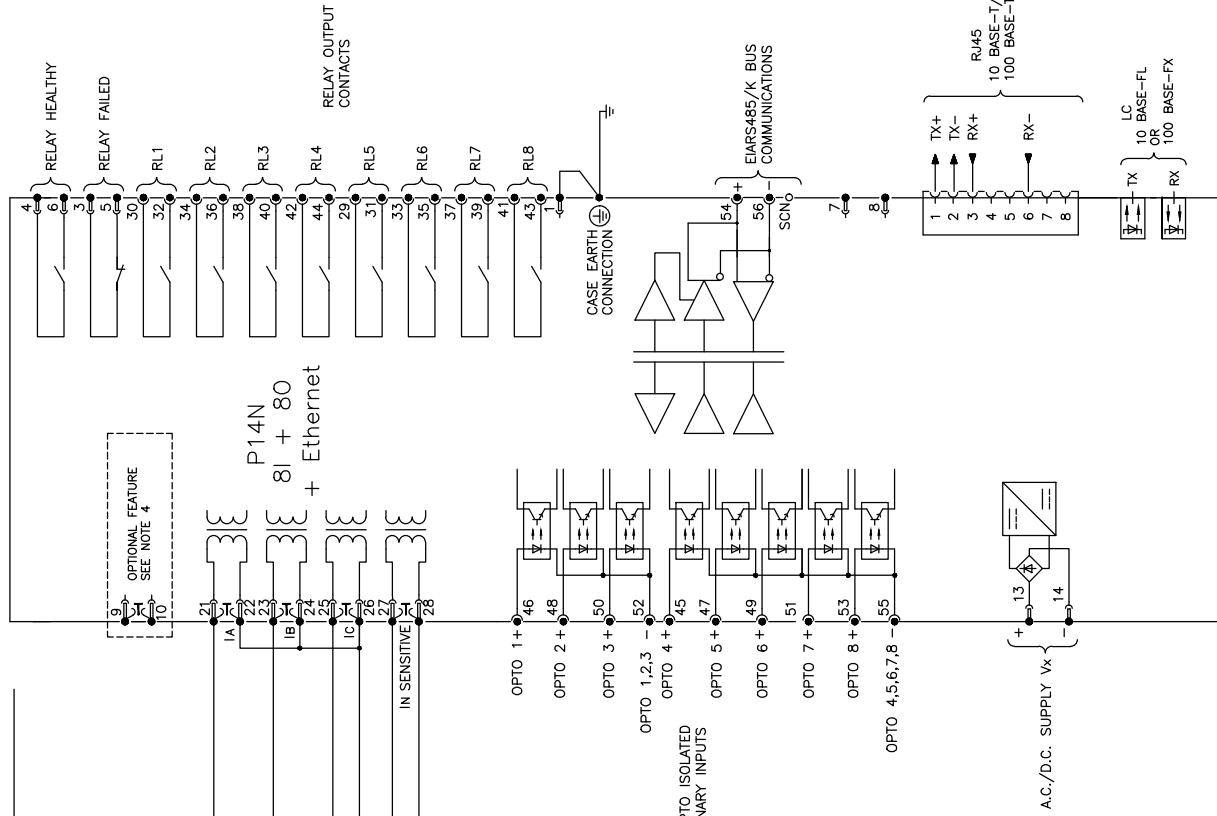 RELAY HEALTHY
RELAY FAILED
RL1
RL2
RL3
RL4
RL5
RL6
RL7
RL8
RELAY OUTPUT
CONTACTS
4
6
3
5
30
32
34
36
38
40
42
44
29
31
33
35
37
39
41
43
1
CASE EARTH
CONNECTION
EIARS485/K BUS
COMMUNICATIONS
+
-
54
56
SCN
7
8
RJ45
10 BASE-T/
100 BASE-T
TX+
TX-
RX+
RX-
1
2
3
4
5
6
7
8
LC
10 BASE-FL
OR
100 BASE-FX
TX
RX
P14N
8I + 8O
+ Ethernet
OPTIONAL FEATURE
SEE NOTE 4
9
10
21
22
23
24
25
26
27
28
IA
IB
IC
IN SENSITIVE
46
48
50
52
45
47
49
51
53
55
OPTO 1 +
OPTO 2 +
OPTO 3 +
OPTO 1,2,3 -
OPTO 4 +
OPTO 5 +
OPTO 6 +
OPTO 7 +
OPTO 8 +
OPTO 4,5,6,7,8 -
PTO ISOLATED
NARY INPUTS
13
14
+
-
A.C./D.C. SUPPLY Vx